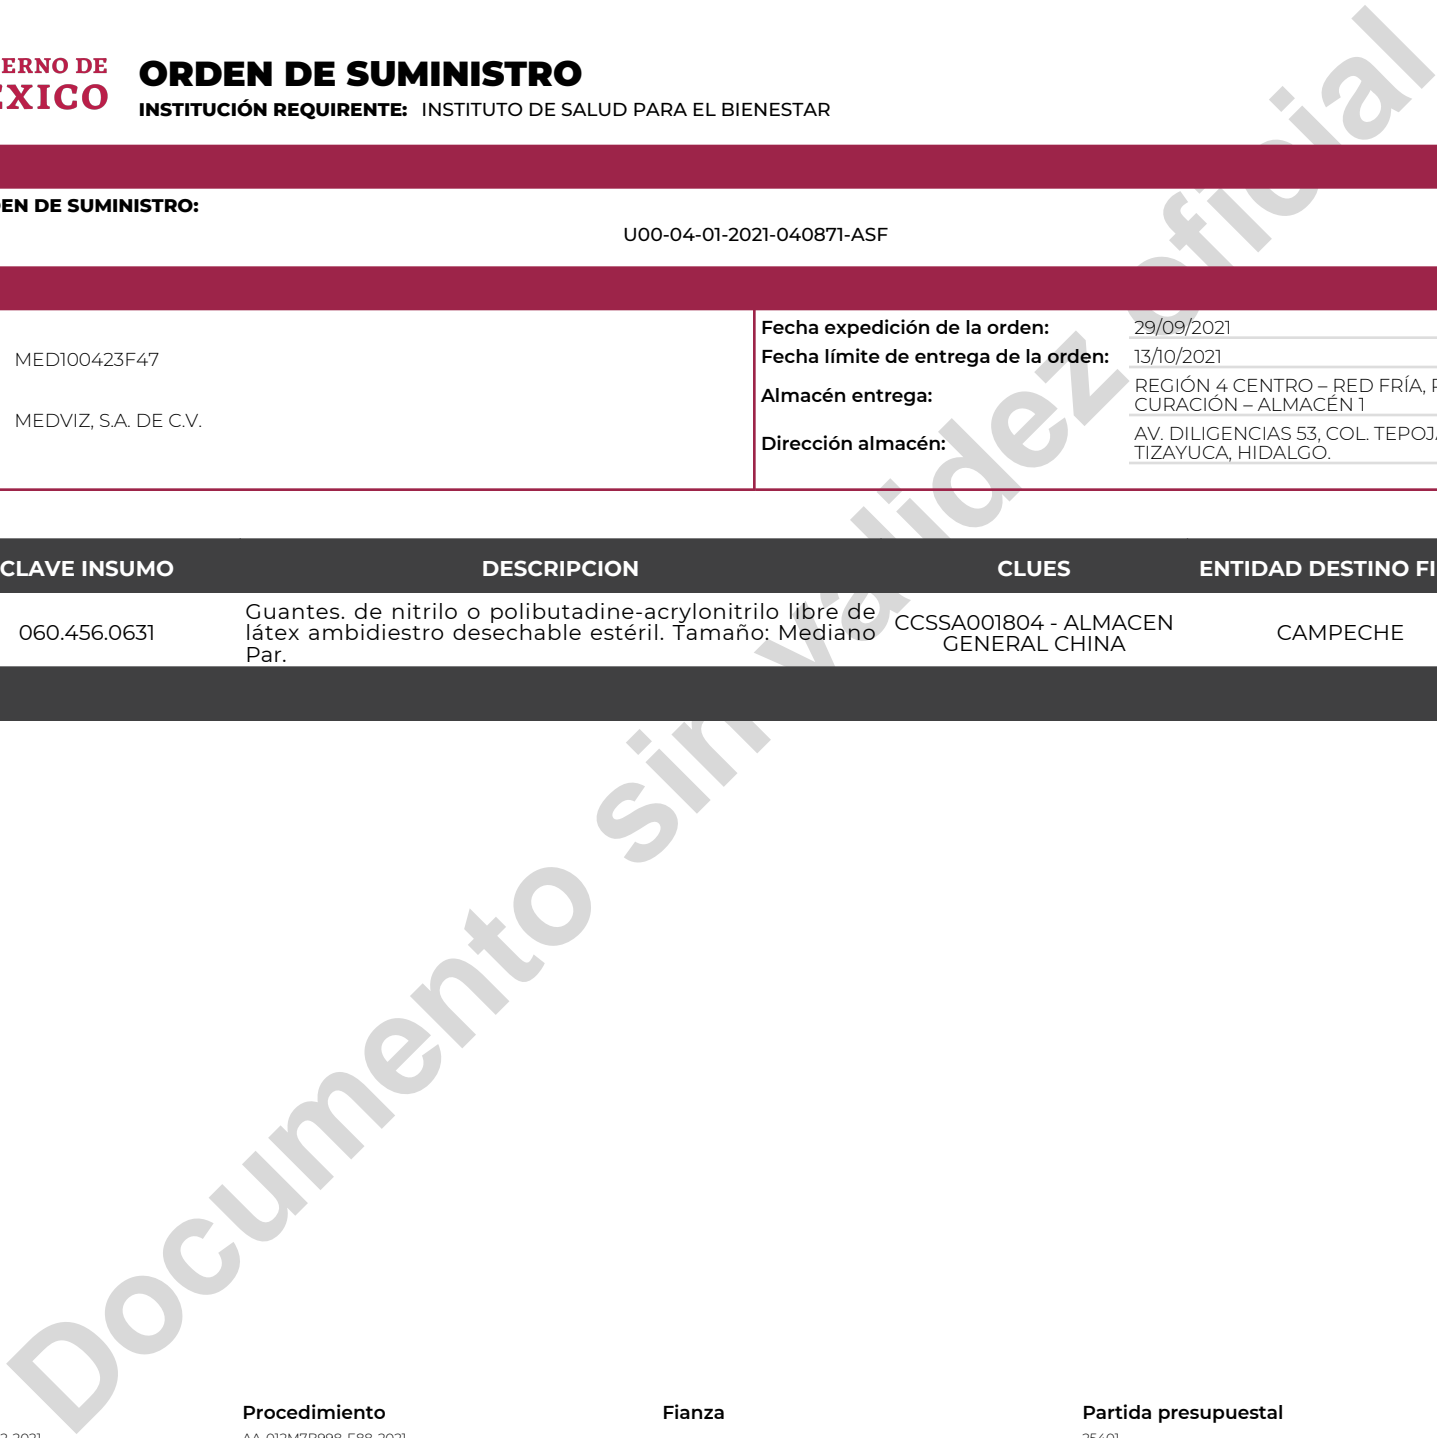 ERNO DE
EXICO
ORDEN DE SUMINISTRO
INSTITUCIÓN REQUIRENTE: INSTITUTO DE SALUD PARA EL BIENESTAR
EN DE SUMINISTRO:
U00-04-01-2021-040871-ASF
MED100423F47
MEDVIZ, S.A. DE C.V.
Fecha expedición de la orden: 29/09/2021
Fecha límite de entrega de la orden: 13/10/2021
Almacén entrega:
REGIÓN 4 CENTRO – RED FRÍA,
CURACIÓN – ALMACÉN 1
Dirección almacén:
AV. DILIGENCIAS 53, COL. TEPOJ
TIZAYUCA, HIDALGO.
CLAVE INSUMO DESCRIPCION CLUES ENTIDAD DESTINO FI
060.456.0631
Guantes. de nitrilo o polibutadine-acrylonitrilo libre de
látex ambidiestro desechable estéril. Tamaño: Mediano
Par.
CCSSA001804 - ALMACEN
GENERAL CHINA
CAMPECHE
Documento sin validez oficial
Procedimiento Fianza Partida presupuestal